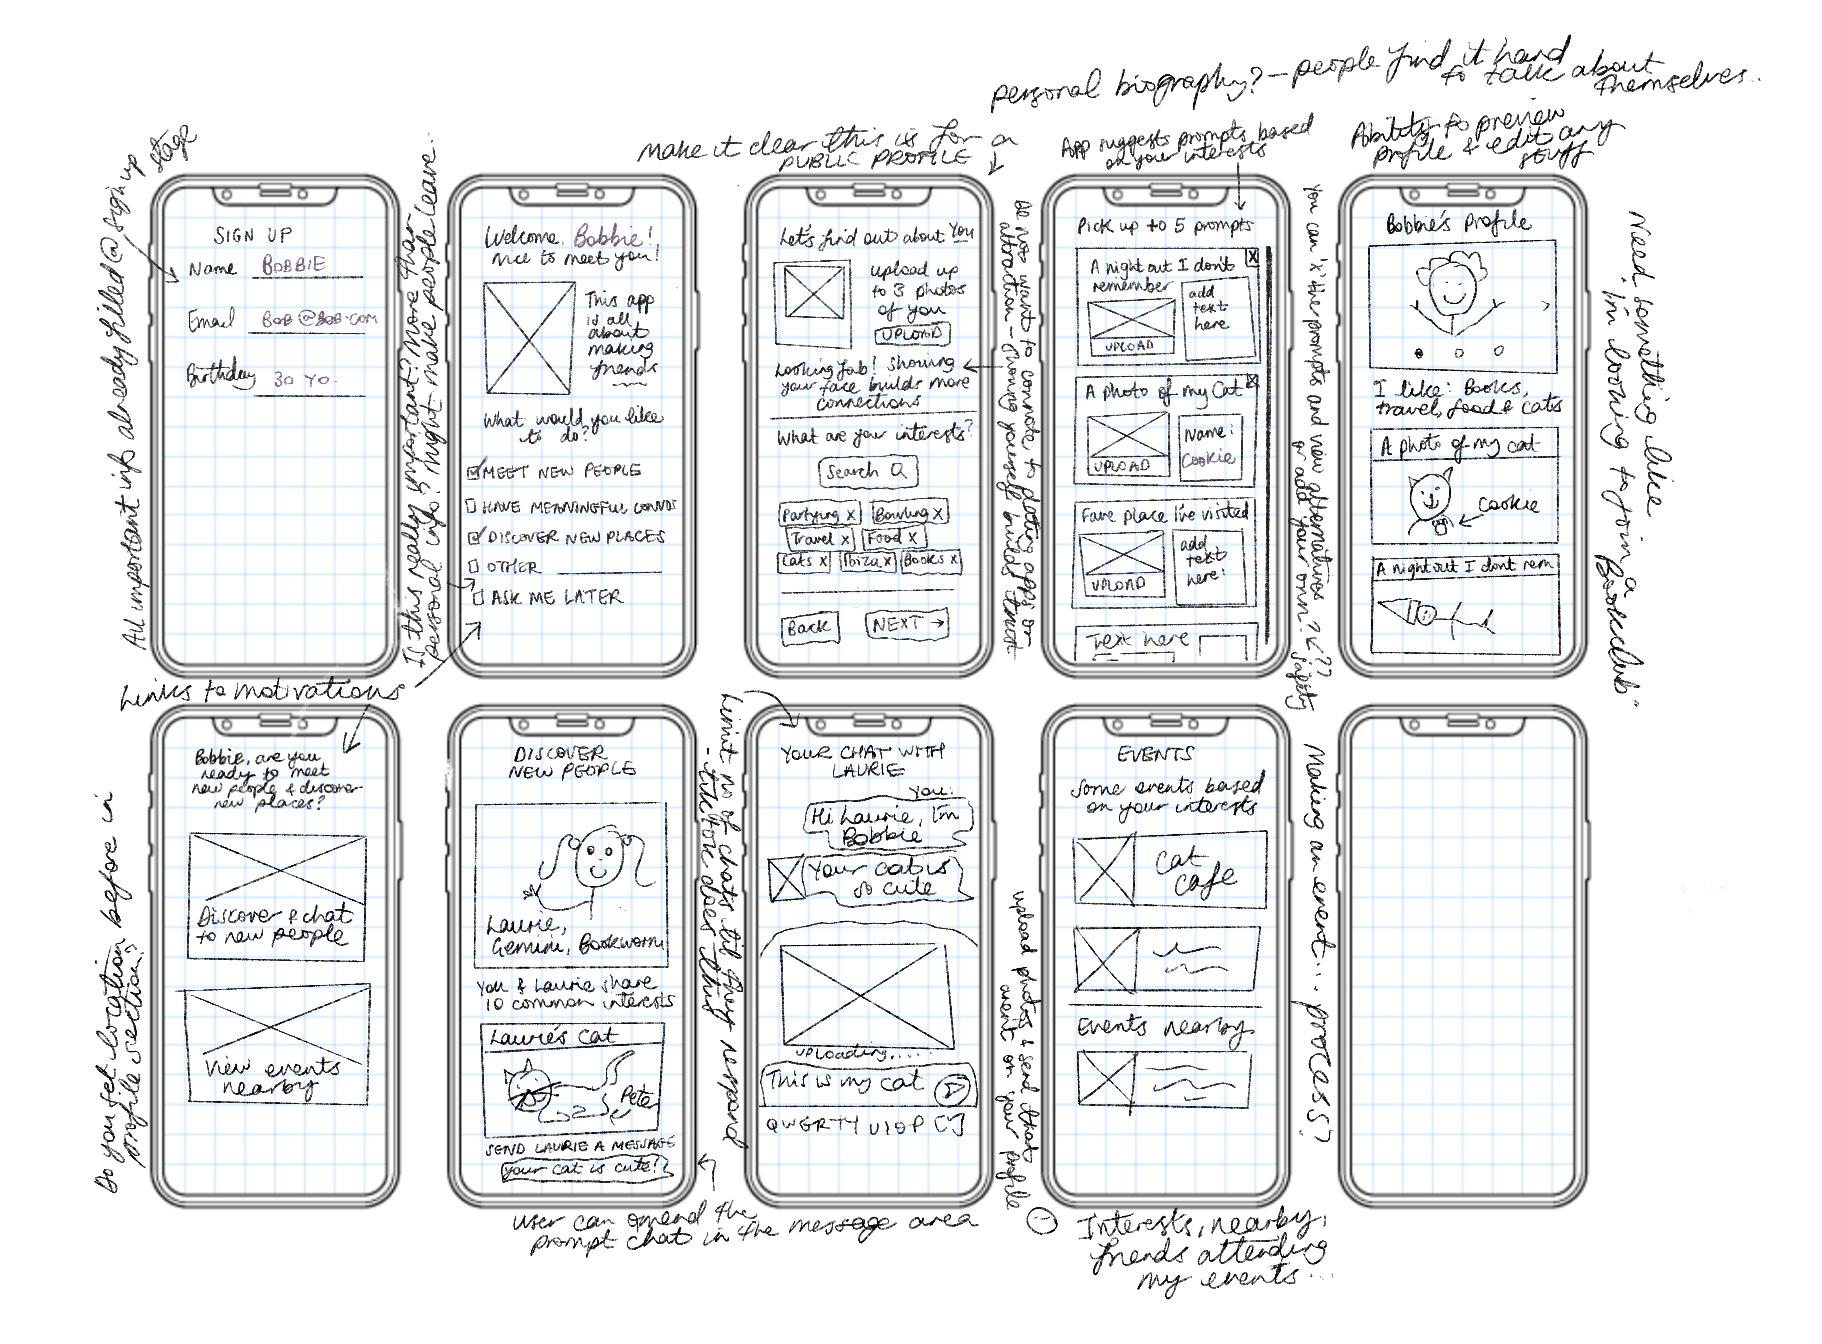 personal biography? – people find it hard
to talk about
themselves..
make it clear this is for a
PUBLIC PROFILE
App suggests prompts based
on your interests
Ability to preview
profile & edit any
stuff
All important info already filled @ sign up
stage
SIGN UP
Name BOBBIE
Email BOB@BOB.COM
Birthday 30 YO.
Is this really important? More than
personal info? Might make people leave.
Welcome, Bobbie!,
nice to meet you!
This app
is all
about
making
friends
What would you like
to do?
MEET NEW PEOPLE
HAVE MEANINGFUL CONVOS
DISCOVER NEW PLACES
OTHER
ASK ME LATER
Links to motivations
Let's find out about You
upload up
to 3 photos
of you
UPLOAD
Looking fab! Showing
your face builds more
connections
What are your interests?
Search
Partying x
Bowling x
Travel x
Food x
Cats x
Ibiza x
Books x
Back
NEXT →
do not want to connote to dating apps or
attraction – showing yourself builds trust
Pick up to 5 prompts
A night out I don't
remember
X
UPLOAD
add
text
here
A photo of my Cat
X
UPLOAD
Name:
Cookie
Fave place I've visited
UPLOAD
add
text
here:
Text here
You can 'x' the prompts and new alternatives
or add your own? <?? safety
Bobbie's Profile
I like: Books,
travel, food & cats
A photo of my cat
Cookie
A night out I dont rem
Need something like
"I'm looking to join a
Bookclub"
Do you get location before in
profile section?
Bobbie, are you
ready to meet
new people & discover
new places?
Discover & chat
to new people
View events
nearby
DISCOVER
NEW PEOPLE
Laurie,
Gemini, Bookworm
You & Laurie share
10 common interests
Laurie's cat
Pete
SEND LAURIE A MESSAGE
Your cat is cute!
user can amend the
prompt chat in the message area
Limit no of chats til they respond
- tiktok does this
YOUR CHAT WITH
LAURIE
You:
Hi Laurie, I'm
Bobbie
Your cat is
so cute
uploading.....
This is my cat
QWERTY UIOP []
upload photos & send that
arent on your profile
EVENTS
Some events based
on your interests
Cat
cafe
Events nearby
Interests, nearby,
friends attending
my events...
Making an event... process?